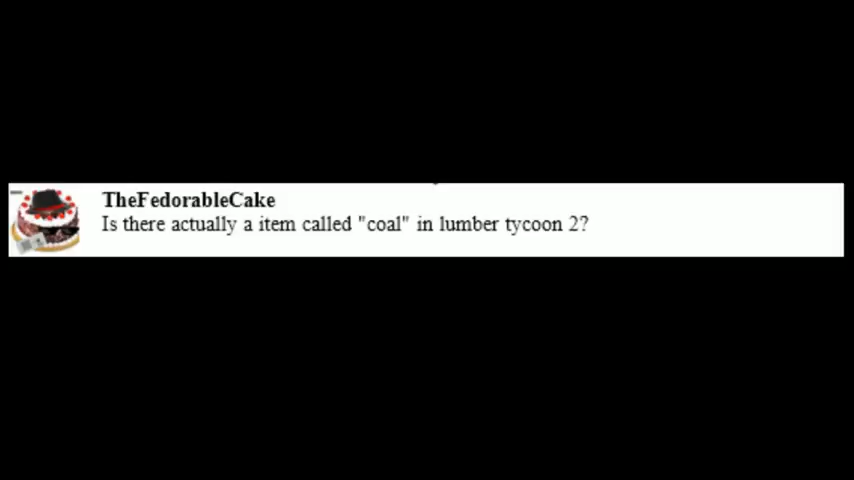 TheFedorableCake
Is there actually a item called "coal" in lumber tycoon 2?